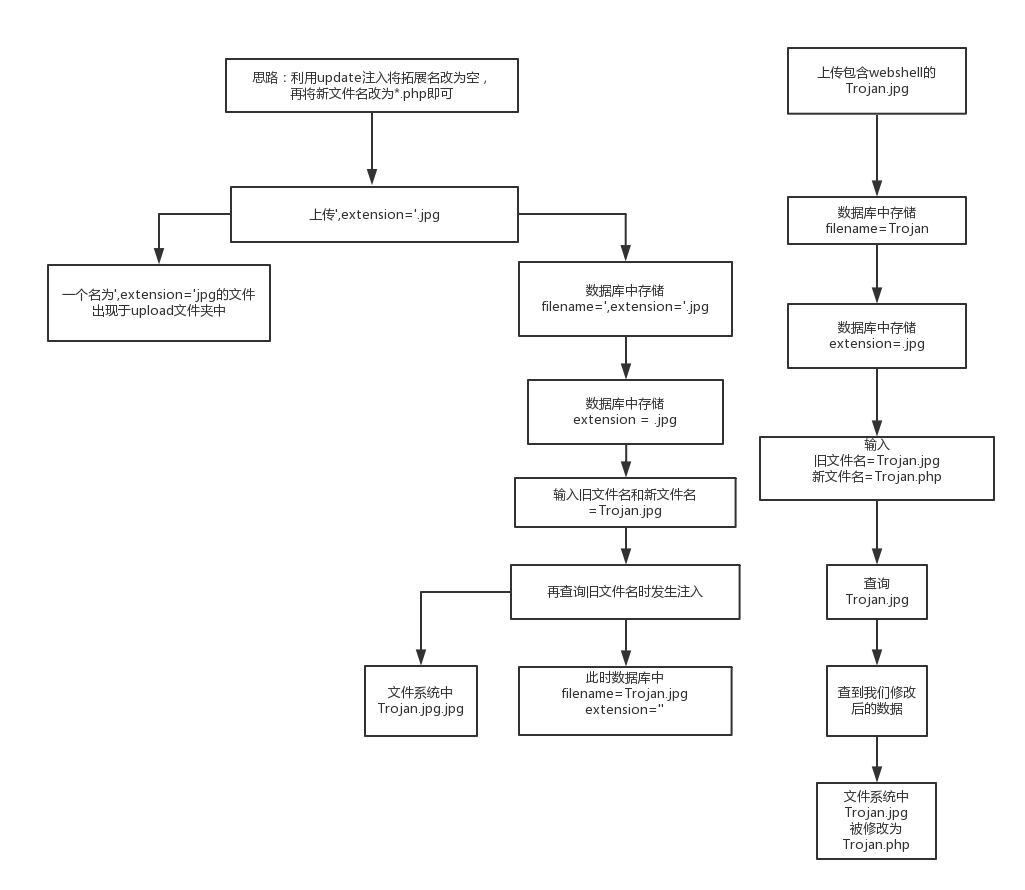 思路：利用update注入将拓展名改为空，
再将新文件名改为*.php即可
上传',extension='.jpg
一个名为',extension='jpg的文件
出现于upload文件夹中
数据库中存储
filename=',extension='.jpg
数据库中存储
extension = .jpg
输入旧文件名和新文件名
=Trojan.jpg
再查询旧文件名时发生注入
文件系统中
Trojan.jpg.jpg
此时数据库中
filename=Trojan.jpg
extension=''
上传包含webshell的
Trojan.jpg
数据库中存储
filename=Trojan
数据库中存储
extension=.jpg
输入
旧文件名=Trojan.jpg
新文件名=Trojan.php
查询
Trojan.jpg
查到我们修改
后的数据
文件系统中
Trojan.jpg
被修改为
Trojan.php